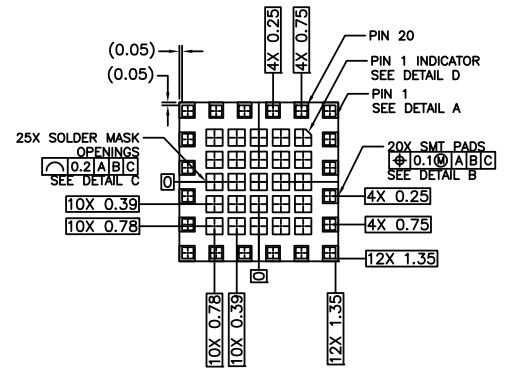 4X 0.25
4X 0.75
PIN 20
(0.05)
(0.05)
PIN 1 INDICATOR
SEE DETAIL D
PIN 1
SEE DETAIL A
25X SOLDER MASK
OPENINGS
⌓ 0.2 A B C
SEE DETAIL C
20X SMT PADS
⌖ 0.1Ⓜ A B C
SEE DETAIL B
0
10X 0.39
4X 0.25
10X 0.78
4X 0.75
12X 1.35
0
10X 0.78
10X 0.39
12X 1.35